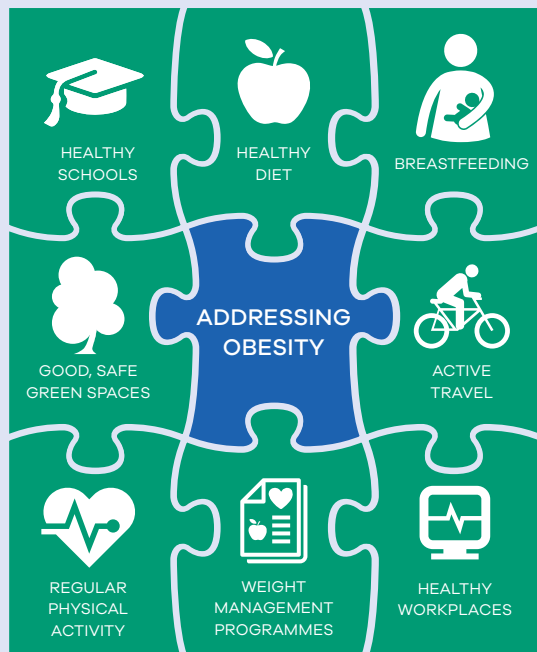 HEALTHY
SCHOOLS
HEALTHY
DIET
BREASTFEEDING
GOOD, SAFE
GREEN SPACES
ADDRESSING
OBESITY
ACTIVE
TRAVEL
REGULAR
PHYSICAL
ACTIVITY
WEIGHT
MANAGEMENT
PROGRAMMES
HEALTHY
WORKPLACES